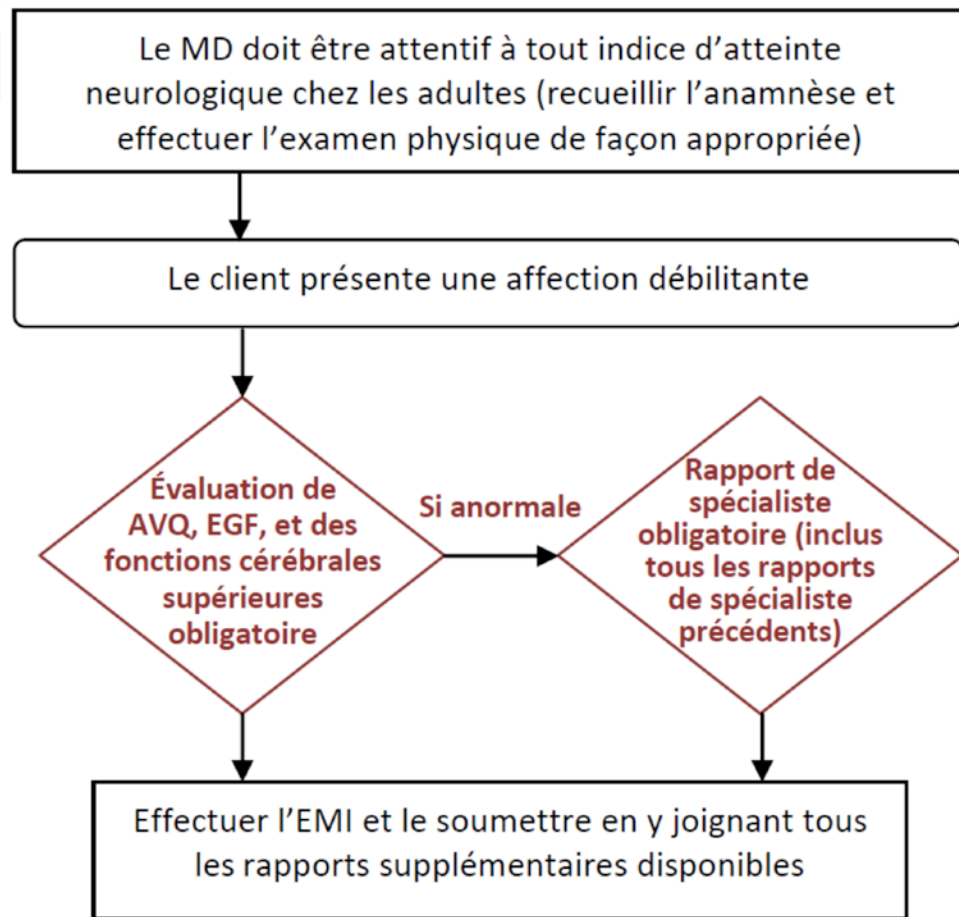 Le MD doit être attentif à tout indice d’atteinte
neurologique chez les adultes (recueillir l’anamnèse et
effectuer l’examen physique de façon appropriée)
Le client présente une affection débilitante
Évaluation de
AVQ, EGF, et des
fonctions cérébrales
supérieures
obligatoire
Si anormale
Rapport de
spécialiste
obligatoire (inclus
tous les rapports
de spécialiste
précédents)
Effectuer l’EMI et le soumettre en y joignant tous
les rapports supplémentaires disponibles